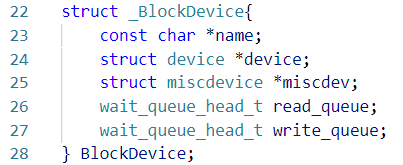 22 struct _BlockDevice{
23     const char *name;
24     struct device *device;
25     struct miscdevice *miscdev;
26     wait_queue_head_t read_queue;
27     wait_queue_head_t write_queue;
28 } BlockDevice;